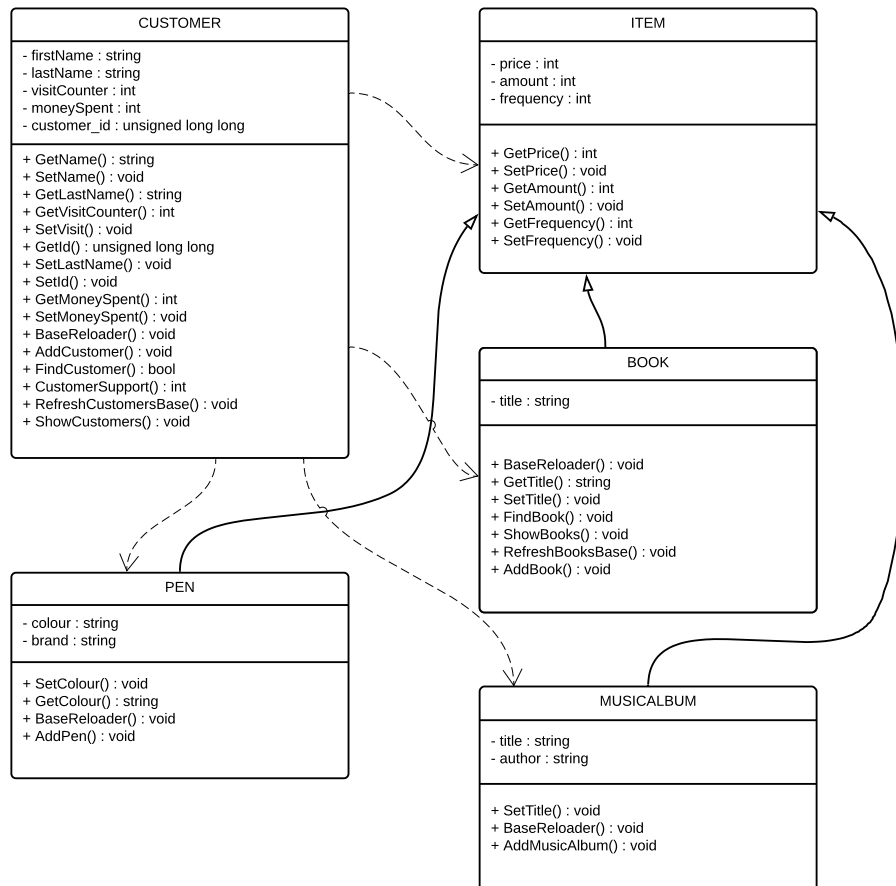 CUSTOMER
- firstName : string
- lastName : string
- visitCounter : int
- moneySpent : int
- customer_id : unsigned long long
+ GetName() : string
+ SetName() : void
+ GetLastName() : string
+ GetVisitCounter() : int
+ SetVisit() : void
+ GetId() : unsigned long long
+ SetLastName() : void
+ SetId() : void
+ GetMoneySpent() : int
+ SetMoneySpent() : void
+ BaseReloader() : void
+ AddCustomer() : void
+ FindCustomer() : bool
+ CustomerSupport() : int
+ RefreshCustomersBase() : void
+ ShowCustomers() : void
ITEM
- price : int
- amount : int
- frequency : int
+ GetPrice() : int
+ SetPrice() : void
+ GetAmount() : int
+ SetAmount() : void
+ GetFrequency() : int
+ SetFrequency() : void
BOOK
- title : string
+ BaseReloader() : void
+ GetTitle() : string
+ SetTitle() : void
+ FindBook() : void
+ ShowBooks() : void
+ RefreshBooksBase() : void
+ AddBook() : void
PEN
- colour : string
- brand : string
+ SetColour() : void
+ GetColour() : string
+ BaseReloader() : void
+ AddPen() : void
MUSICALBUM
- title : string
- author : string
+ SetTitle() : void
+ BaseReloader() : void
+ AddMusicAlbum() : void